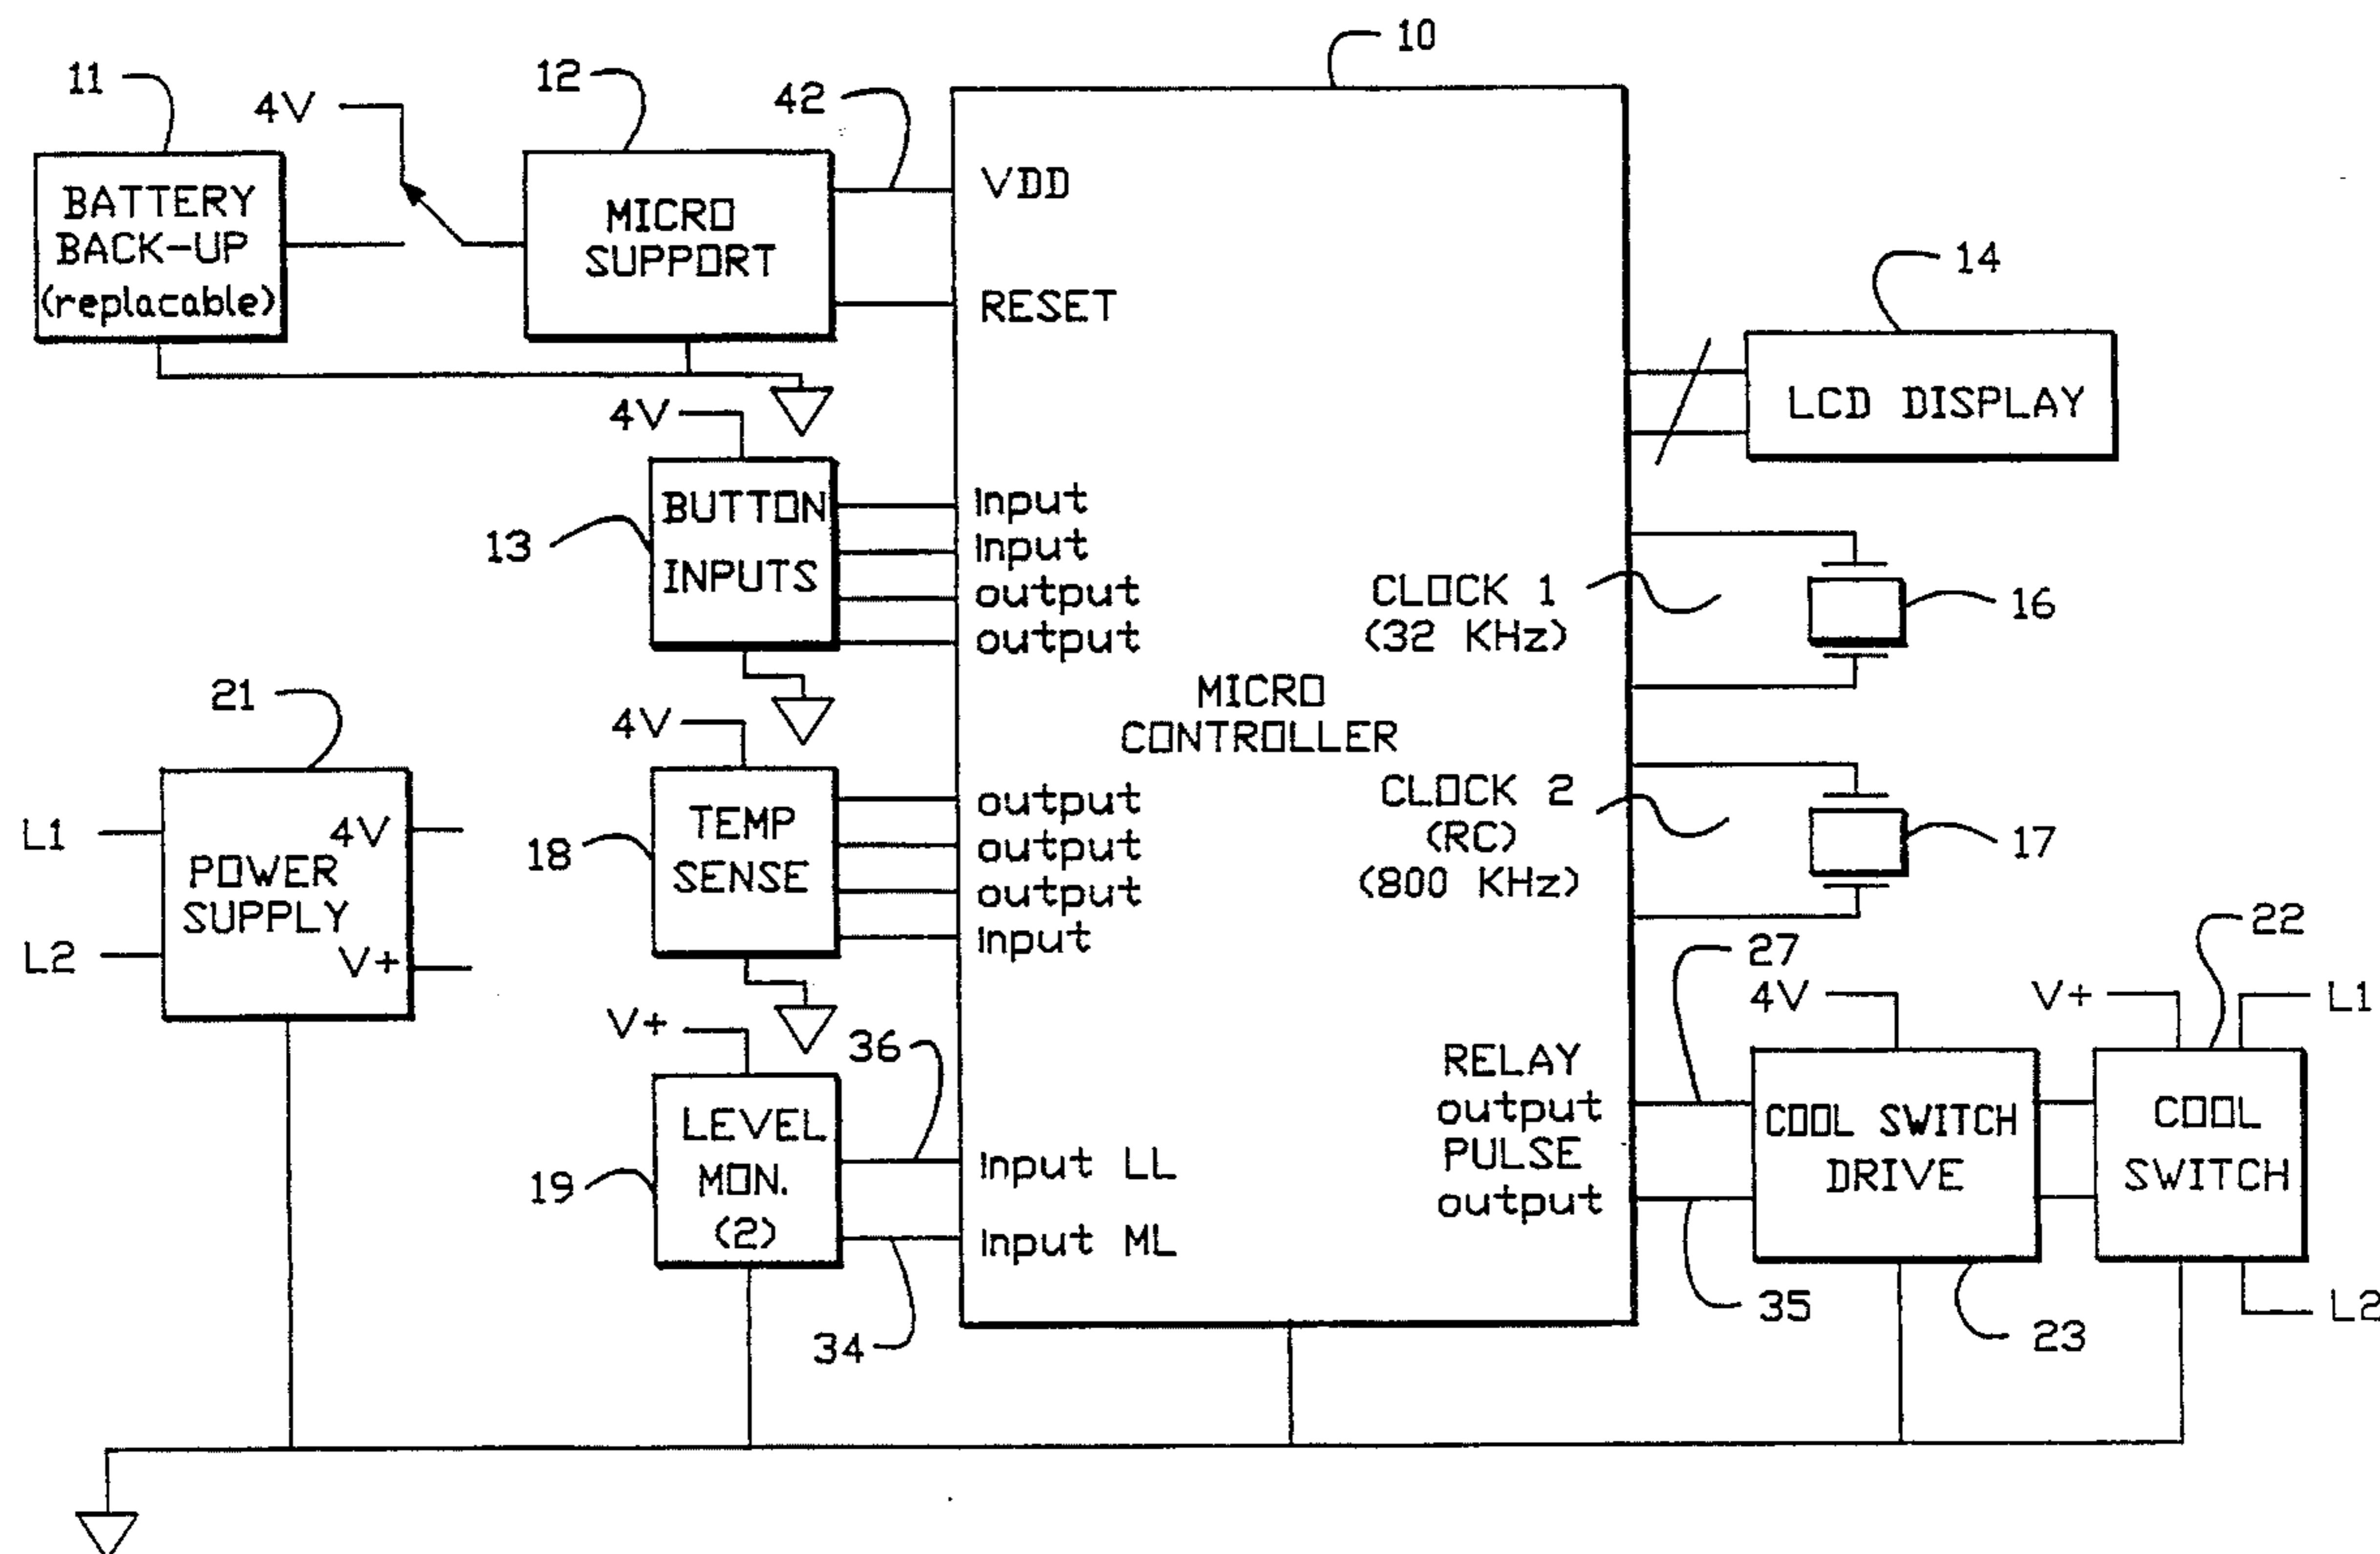 10
11
4V
12
42
BATTERY
BACK-UP
(replacable)
MICRO
SUPPORT
VDD
RESET
14
LCD DISPLAY
4V
13
BUTTON
INPUTS
Input
Input
output
output
CLOCK 1
(32 KHz)
16
MICRO
CONTROLLER
21
L1
L2
4V
POWER
SUPPLY
V+
4V
18
TEMP
SENSE
output
output
output
Input
CLOCK 2
(RC)
(800 KHz)
17
V+
36
19
LEVEL
MON.
(2)
Input LL
Input ML
34
RELAY
output
PULSE
output
27
4V
COOL SWITCH
DRIVE
35
23
22
V+
L1
COOL
SWITCH
L2